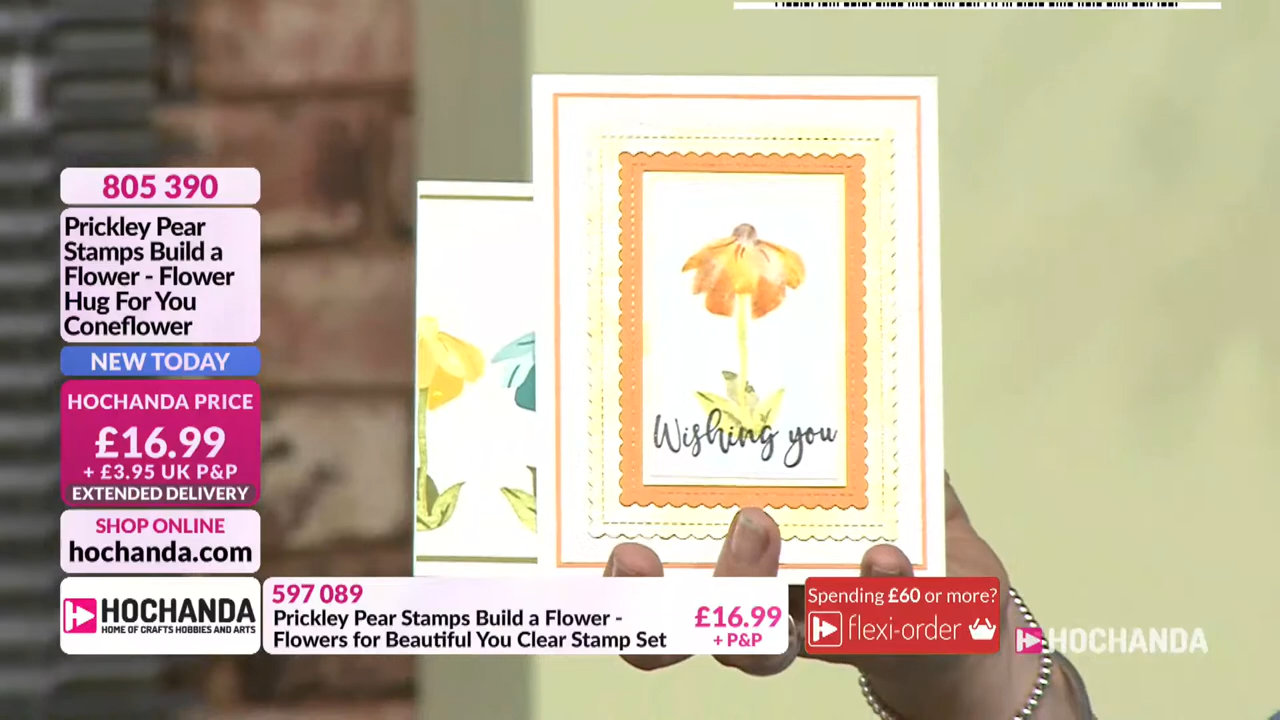 805 390
Prickley Pear
Stamps Build a
Flower - Flower
Hug For You
Coneflower
NEW TODAY
HOCHANDA PRICE
£16.99
+ £3.95 UK P&P
EXTENDED DELIVERY
SHOP ONLINE
hochanda.com
HOCHANDA
HOME OF CRAFTS HOBBIES AND ARTS
597 089
Prickley Pear Stamps Build a Flower -
Flowers for Beautiful You Clear Stamp Set
£16.99
+ P&P
Spending £60 or more?
flexi-order
HOCHANDA
Wishing you